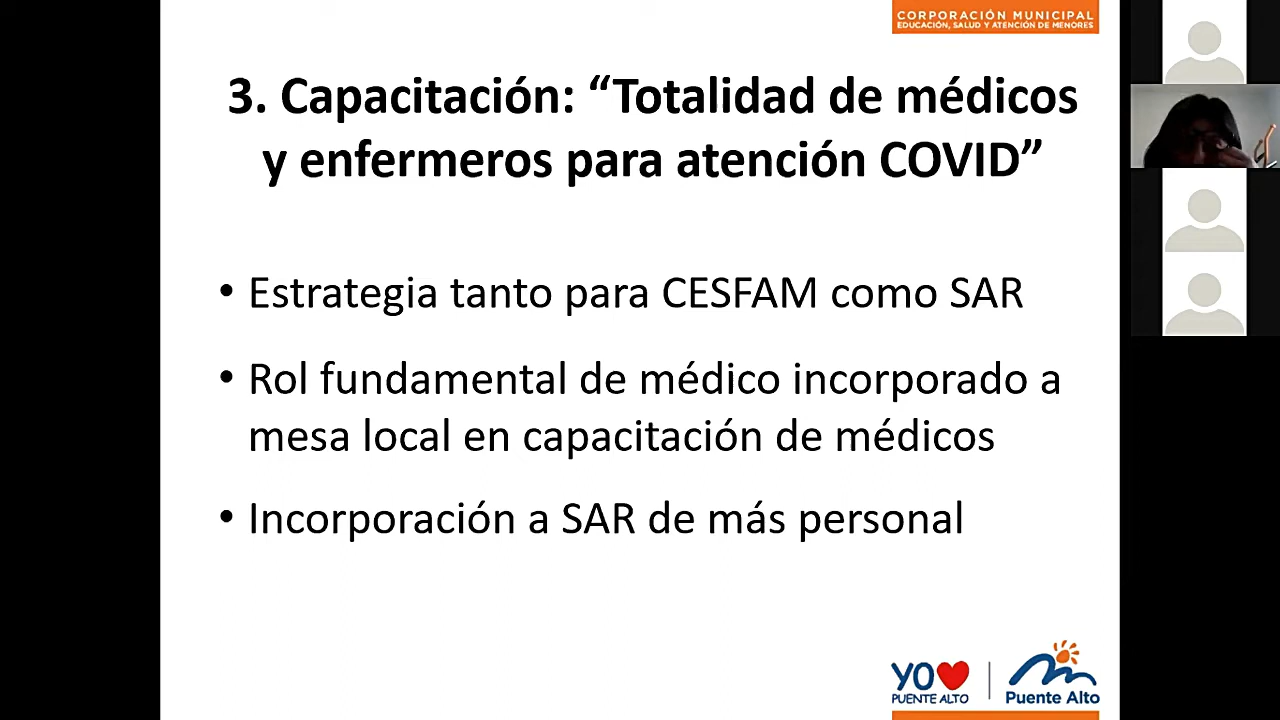 CORPORACIÓN MUNICIPAL
EDUCACIÓN, SALUD Y ATENCIÓN DE MENORES
3. Capacitación: “Totalidad de médicos
y enfermeros para atención COVID”
• Estrategia tanto para CESFAM como SAR
• Rol fundamental de médico incorporado a
mesa local en capacitación de médicos
• Incorporación a SAR de más personal
YO
PUENTE ALTO
Puente Alto